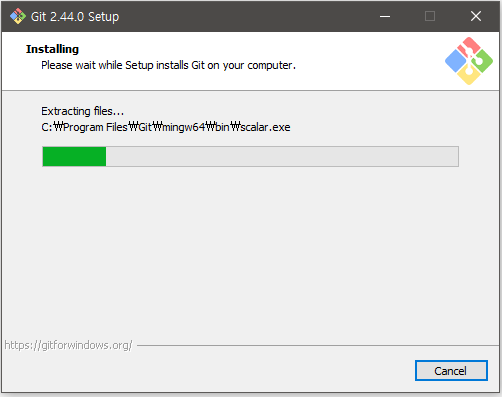 Git 2.44.0 Setup
Installing
Please wait while Setup installs Git on your computer.
Extracting files...
C:₩Program Files₩Git₩mingw64₩bin₩scalar.exe
https://gitforwindows.org/
Cancel